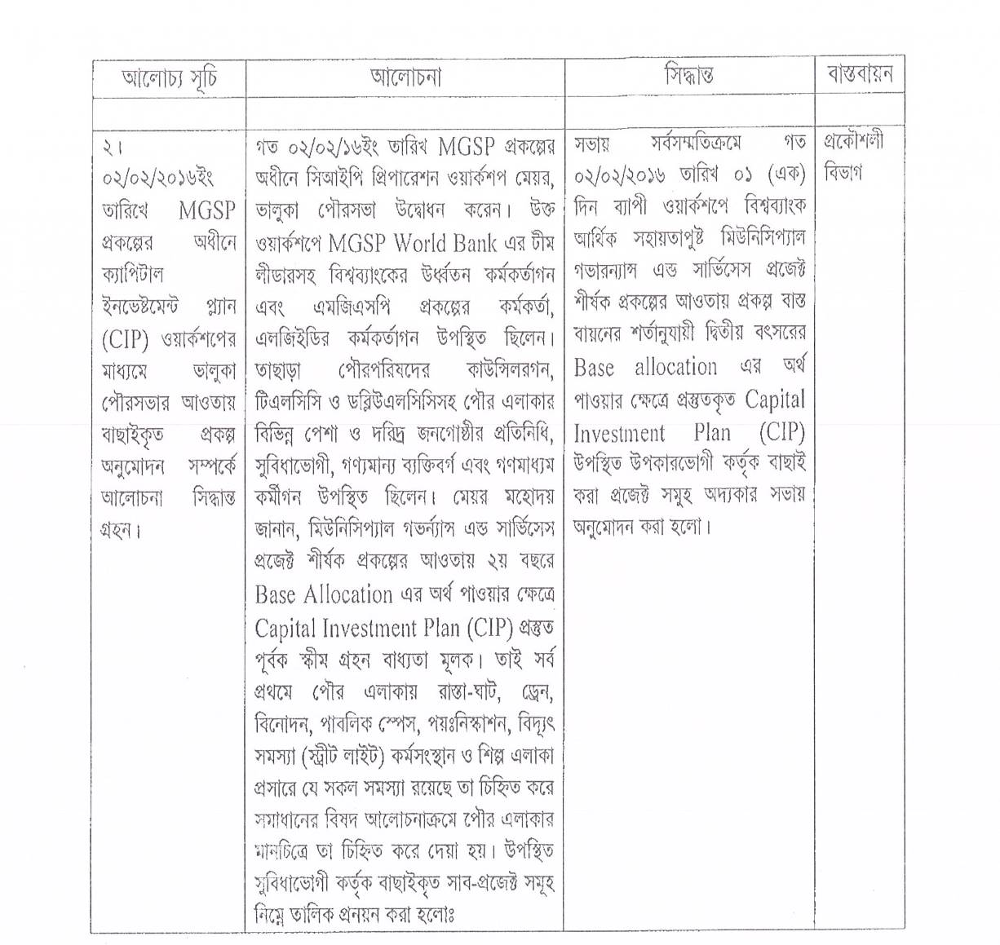 আলোচ্য সূচি
আলোচনা
সিদ্ধান্ত
বাস্তবায়ন
২।
০২/০২/২০১৬ইং
তারিখে MGSP
প্রকল্পের অধীনে
ক্যাপিটাল
ইনভেষ্টমেন্ট প্ল্যান
(CIP) ওয়ার্কশপের
মাধ্যমে ভালুকা
পৌরসভার আওতায়
বাছাইকৃত প্রকল্প
অনুমোদন সম্পর্কে
আলোচনা সিদ্ধান্ত
গ্রহন।
গত ০২/০২/১৬ইং তারিখ MGSP প্রকল্পের
অধীনে সিআইপি প্রিপারেশন ওয়ার্কশপ মেয়র,
ভালুকা পৌরসভা উদ্বোধন করেন। উক্ত
ওয়ার্কশপে MGSP World Bank এর টীম
লীডারসহ বিশ্বব্যাংকের উর্ধ্বতন কর্মকর্তাগন
এবং এমজিএসপি প্রকল্পের কর্মকর্তা,
এলজিইডির কর্মকর্তাগন উপস্থিত ছিলেন।
তাছাড়া পৌরপরিষদের কাউন্সিলরগন,
টিএলসিসি ও ডব্লিউএলসিসিসহ পৌর এলাকার
বিভিন্ন পেশা ও দরিদ্র জনগোষ্ঠীর প্রতিনিধি,
সুবিধাভোগী, গণ্যমান্য ব্যক্তিবর্গ এবং গণমাধ্যম
কর্মীগন উপস্থিত ছিলেন। মেয়র মহোদয়
জানান, মিউনিসিপ্যাল গভর্ন্যান্স এন্ড সার্ভিসেস
প্রজেক্ট শীর্ষক প্রকল্পের আওতায় ২য় বছরে
Base Allocation এর অর্থ পাওয়ার ক্ষেত্রে
Capital Investment Plan (CIP) প্রস্তুত
পূর্বক স্কীম গ্রহন বাধ্যতা মূলক। তাই সর্ব
প্রথমে পৌর এলাকায় রাস্তা-ঘাট, ড্রেন,
বিনোদন, পাবলিক স্পেস, পয়ঃনিস্কাশন, বিদ্যুৎ
সমস্যা (স্ট্রীট লাইট) কর্মসংস্থান ও শিল্প এলাকা
প্রসারে যে সকল সমস্যা রয়েছে তা চিহ্নিত করে
সমাধানের বিষদ আলোচনাক্রমে পৌর এলাকার
মানচিত্রে তা চিহ্নিত করে দেয়া হয়। উপস্থিত
সুবিধাভোগী কর্তৃক বাছাইকৃত সাব-প্রজেক্ট সমূহ
নিম্নে তালিক প্রনয়ন করা হলোঃ
সভায় সর্বসম্মতিক্রমে গত
০২/০২/২০১৬ তারিখ ০১ (এক)
দিন ব্যাপী ওয়ার্কশপে বিশ্বব্যাংক
আর্থিক সহায়তাপুষ্ট মিউনিসিপ্যাল
গভারন্যান্স এন্ড সার্ভিসেস প্রজেক্ট
শীর্ষক প্রকল্পের আওতায় প্রকল্প বাস্ত
বায়নের শর্তানুযায়ী দ্বিতীয় বৎসরের
Base allocation এর অর্থ
পাওয়ার ক্ষেত্রে প্রস্তুতকৃত Capital
Investment Plan (CIP)
উপস্থিত উপকারভোগী কর্তৃক বাছাই
করা প্রজেক্ট সমুহ অদ্যকার সভায়
অনুমোদন করা হলো।
প্রকৌশলী
বিভাগ